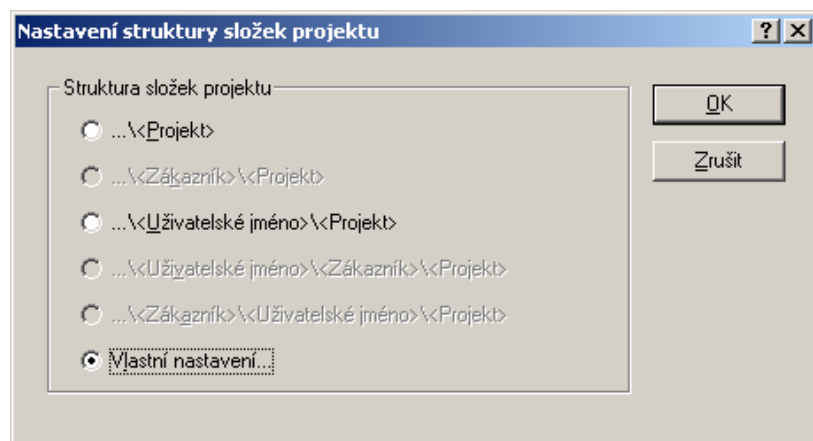 Nastavení struktury složek projektu
Struktura složek projektu
OK
...\<Projekt>
Zrušit
...\<Zákazník>\<Projekt>
...\<Uživatelské jméno>\<Projekt>
...\<Uživatelské jméno>\<Zákazník>\<Projekt>
...\<Zákazník>\<Uživatelské jméno>\<Projekt>
Vlastní nastavení...